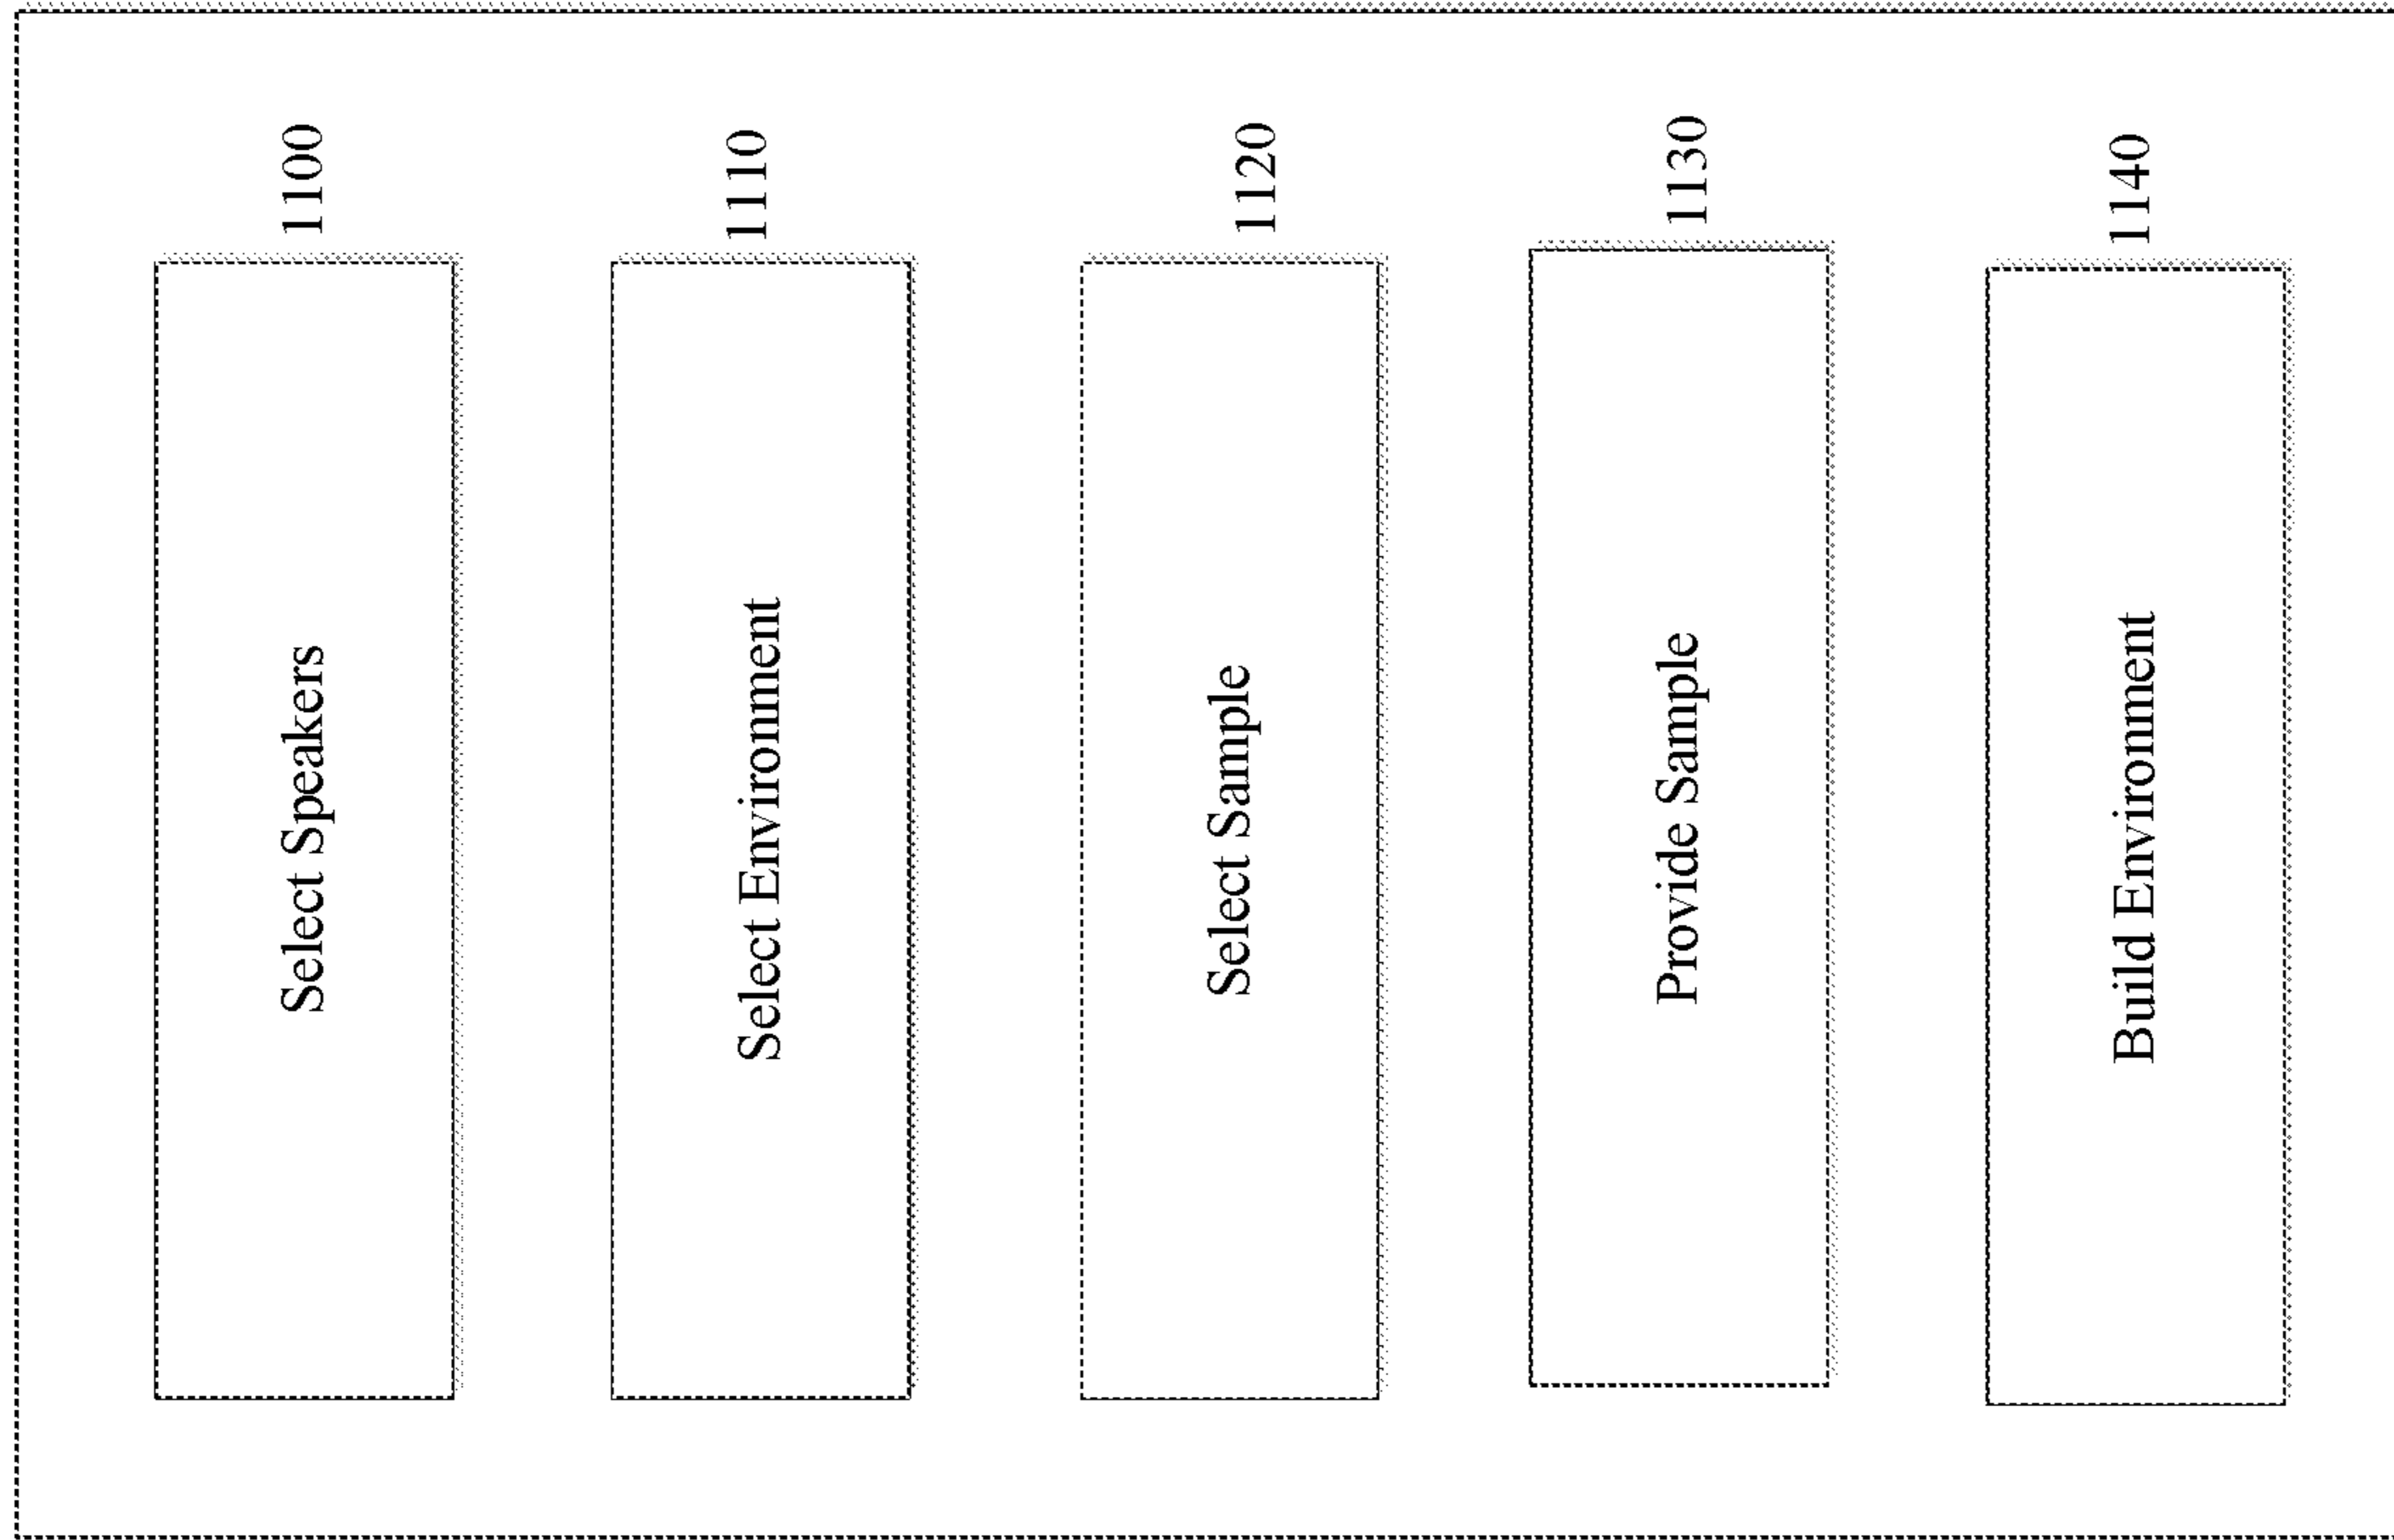 Select Speakers 1100
Select Environment 1110
Select Sample 1120
Provide Sample 1130
Build Environment 1140